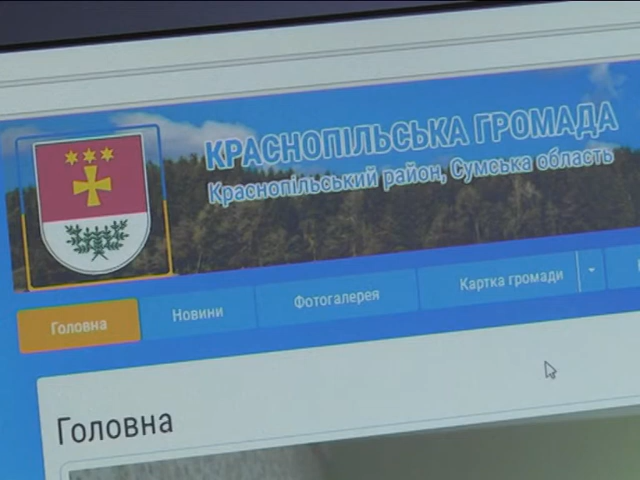 КРАСНОПІЛЬСЬКА ГРОМАДА
Краснопільський район, Сумська область
Головна
Новини
Фотогалерея
Картка громади
Головна